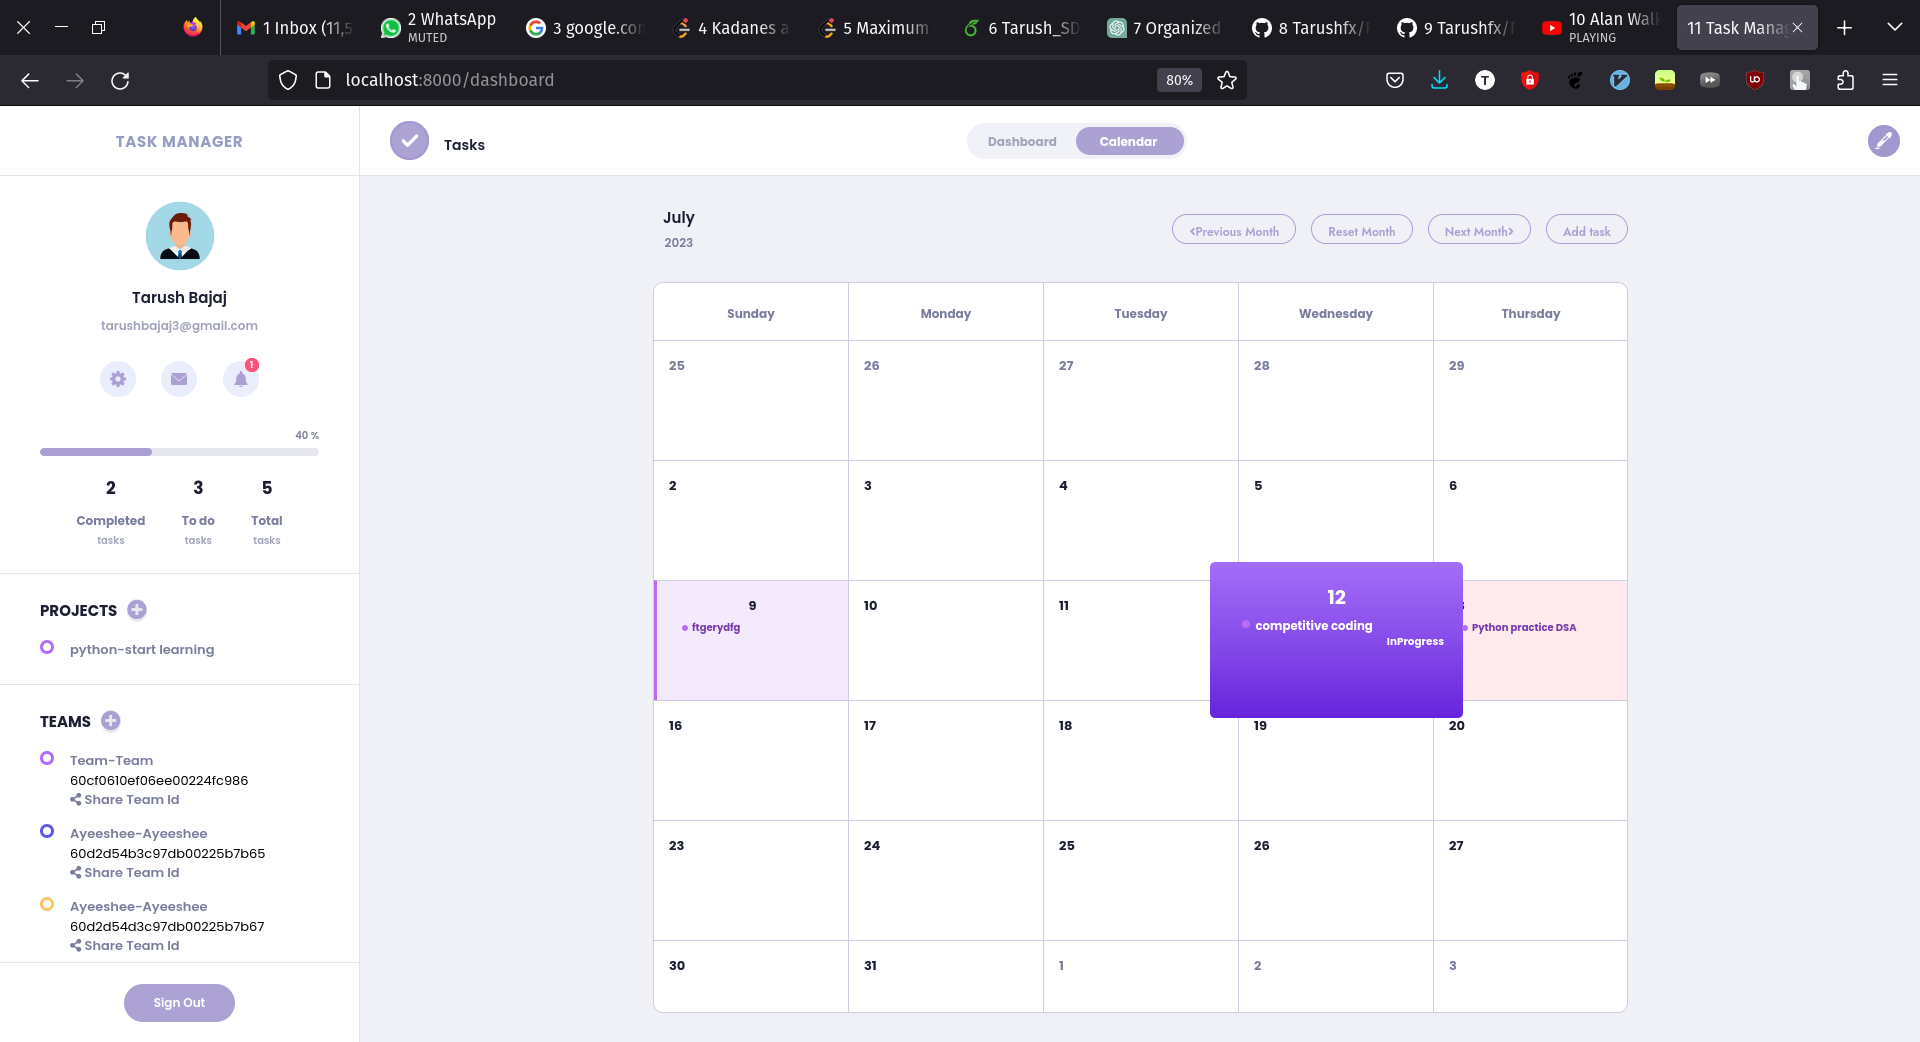 1 Inbox (11,5
2 WhatsApp
MUTED
3 google.com
4 Kadanes a
5 Maximum
6 Tarush_SD
7 Organized
8 Tarushfx/
9 Tarushfx/
10 Alan Walk
PLAYING
11 Task Manag
localhost:8000/dashboard
80%
TASK MANAGER
Tasks
Dashboard
Calendar
Tarush Bajaj
tarushbajaj3@gmail.com
1
40 %
2
3
5
Completed
To do
Total
tasks
tasks
tasks
PROJECTS
python-start learning
TEAMS
Team-Team
60cf0610ef06ee00224fc986
Share Team Id
Ayeeshee-Ayeeshee
60d2d54b3c97db00225b7b65
Share Team Id
Ayeeshee-Ayeeshee
60d2d54d3c97db00225b7b67
Share Team Id
Sign Out
July
2023
‹Previous Month
Reset Month
Next Month›
Add task
Sunday
Monday
Tuesday
Wednesday
Thursday
25
26
27
28
29
2
3
4
5
6
9
ftgerydfg
10
11
12
competitive coding
InProgress
Python practice DSA
16
17
18
19
20
23
24
25
26
27
30
31
1
2
3